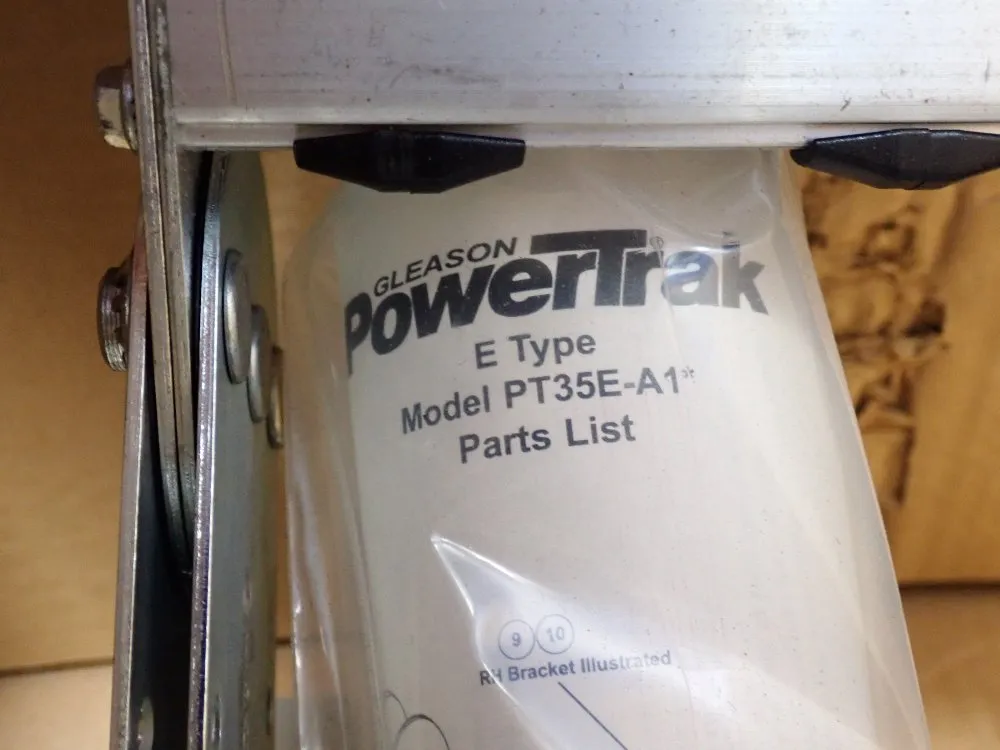 GLEASON
PowerTrak®
E Type
Model PT35E-A1*
Parts List
9 10
RH Bracket Illustrated